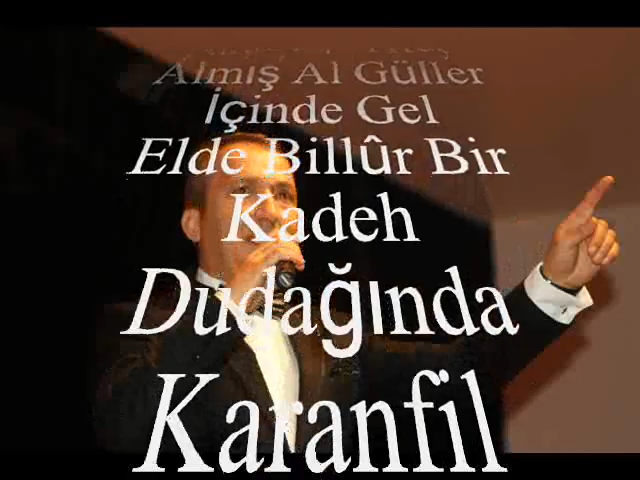 Almış Al Güller
İçinde Gel
Elde Billûr Bir
Kadeh
Dudağında
Karanfil